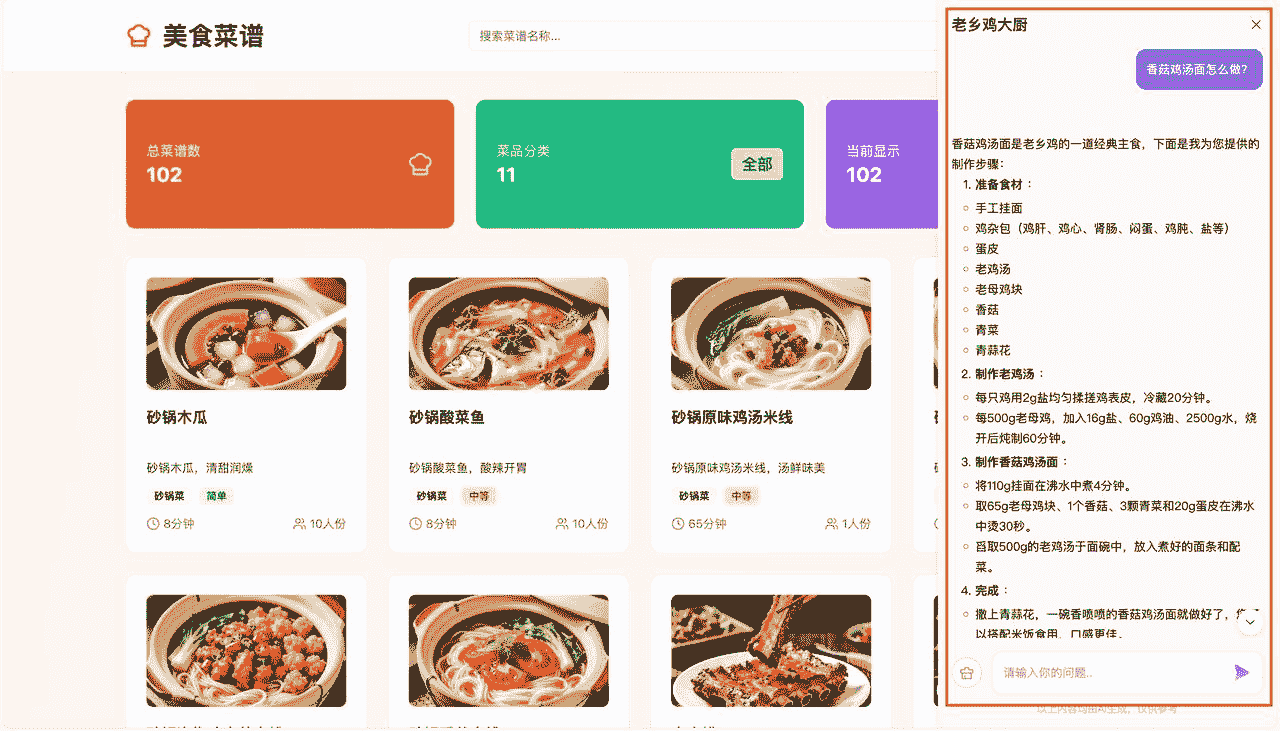 美食菜谱
搜索菜谱名称...
总菜谱数
102
菜品分类
11
全部
当前显示
102
砂锅木瓜
砂锅木瓜，清甜润燥
砂锅菜 简单
8分钟 10人份
砂锅酸菜鱼
砂锅酸菜鱼，酸辣开胃
砂锅菜 中等
8分钟 10人份
砂锅原味鸡汤米线
砂锅原味鸡汤米线，汤鲜味美
砂锅菜 中等
65分钟 1人份
老乡鸡大厨
香菇鸡汤面怎么做？
香菇鸡汤面是老乡鸡的一道经典主食，下面是我为您提供的
制作步骤：
1. 准备食材：
手工挂面
鸡杂包（鸡肝、鸡心、肾肠、闷蛋、鸡肫、盐等）
蛋皮
老鸡汤
老母鸡块
香菇
青菜
青蒜花
2. 制作老鸡汤：
每只鸡用2g盐均匀揉搓鸡表皮，冷藏20分钟。
每500g老母鸡，加入16g盐、60g鸡油、2500g水，烧
开后炖制60分钟。
3. 制作香菇鸡汤面：
将110g挂面在沸水中煮4分钟。
取65g老母鸡块、1个香菇、3颗青菜和20g蛋皮在沸水
中烫30秒。
舀取500g的老鸡汤于面碗中，放入煮好的面条和配
菜。
4. 完成：
撒上青蒜花，一碗香喷喷的香菇鸡汤面就做好了，
以搭配米饭食用，口感更佳。
请输入你的问题..
以上内容均由AI生成，仅供参考